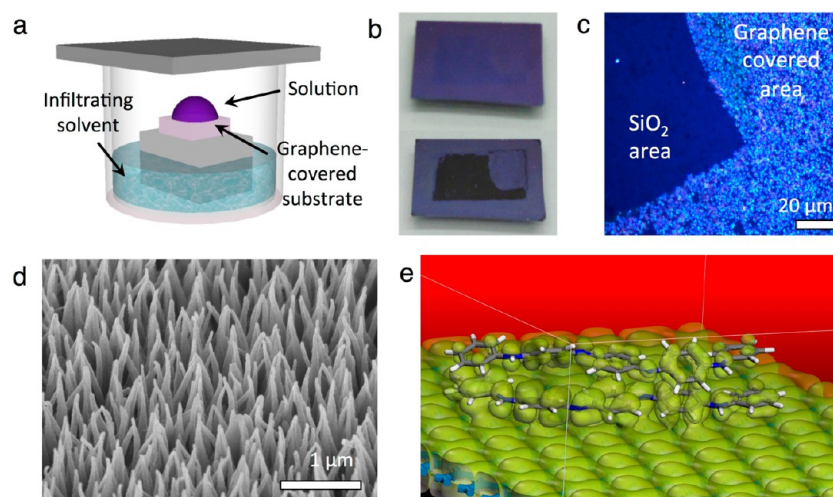 a
Infiltrating
solvent
Solution
Graphene-
covered
substrate
b
c
Graphene
covered
area
SiO₂
area
20 μm
d
1 μm
e